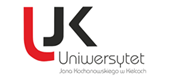 UJK
Uniwersytet
Jana Kochanowskiego w Kielcach